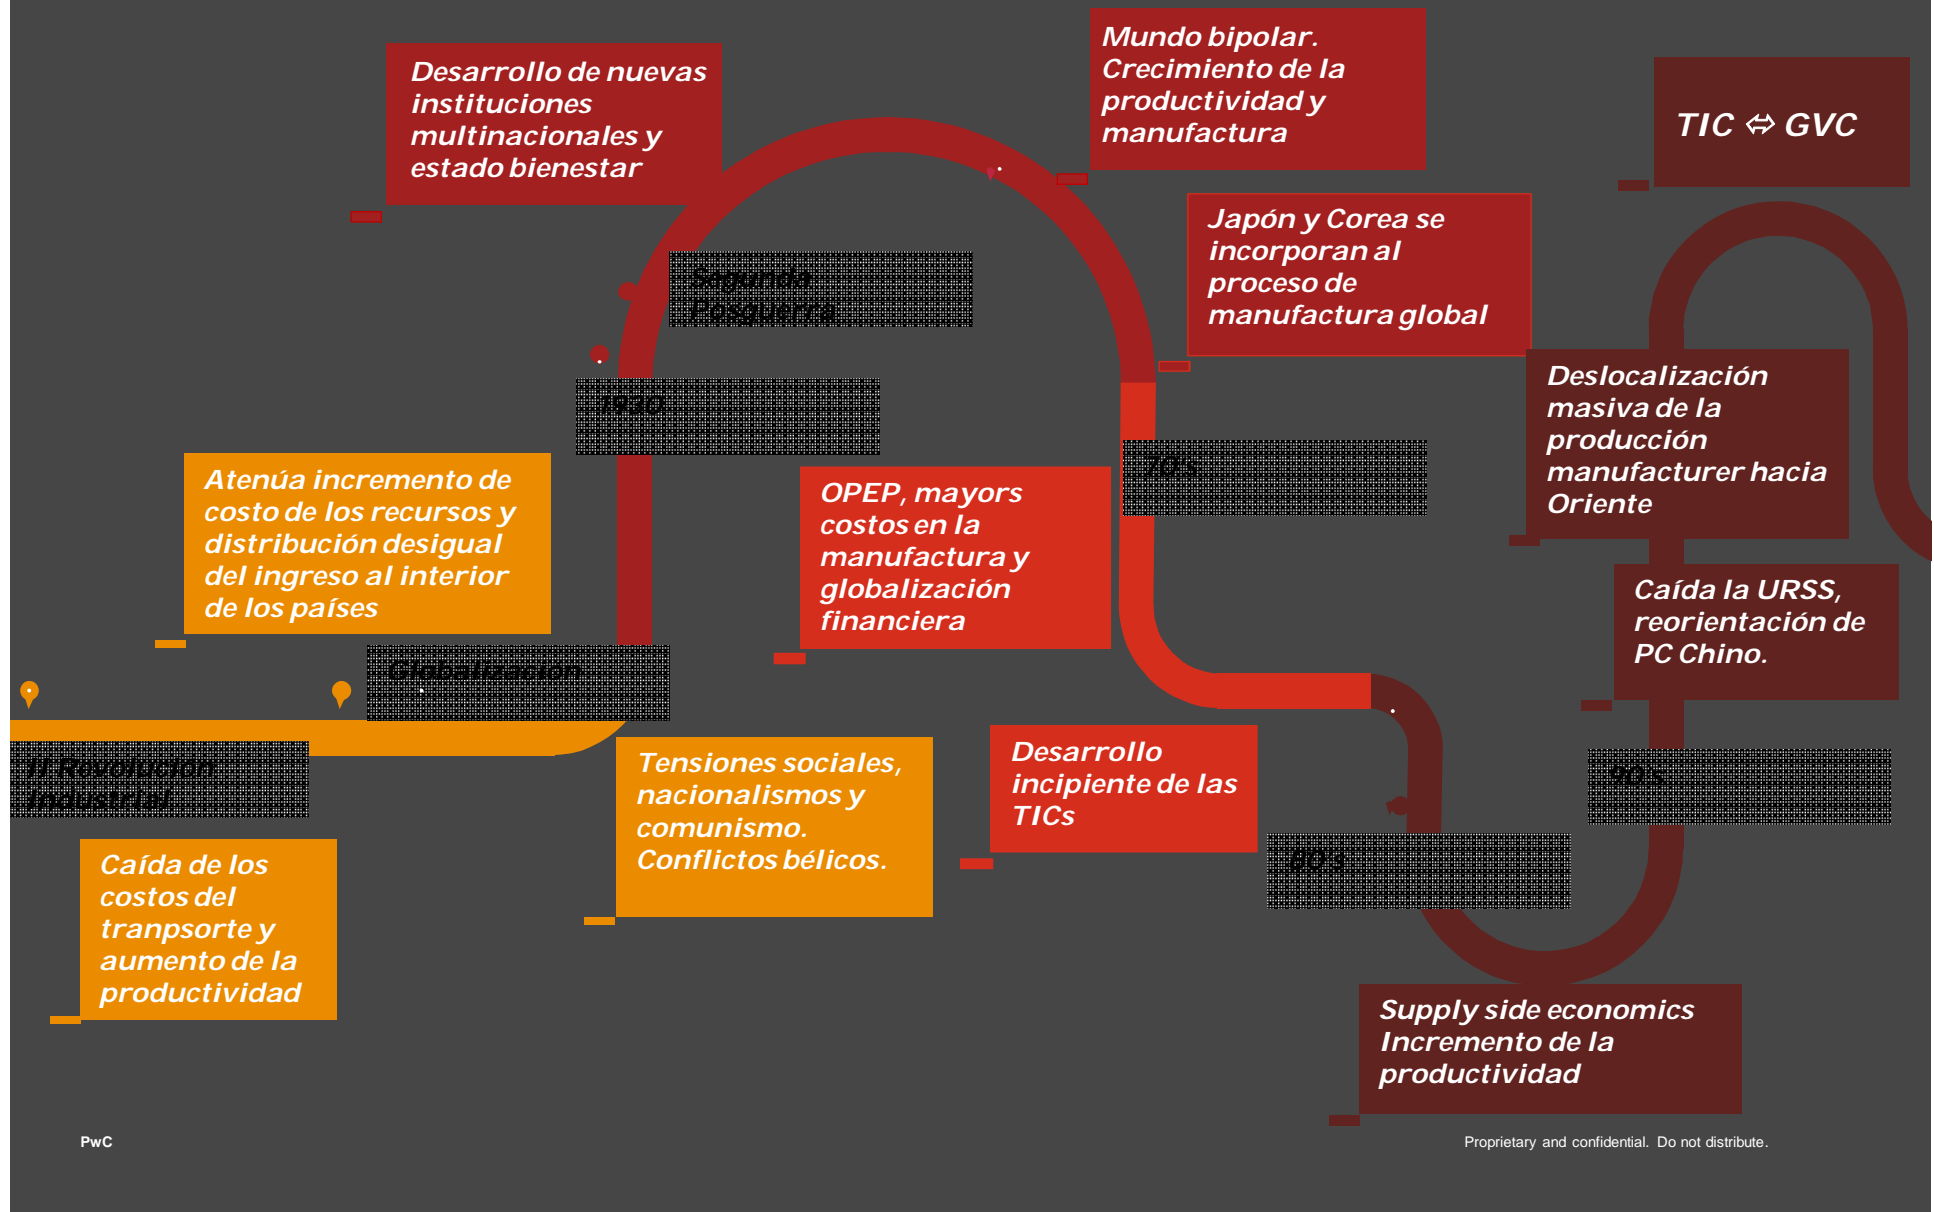 Desarrollo de nuevas
instituciones
multinacionales y
estado bienestar
Mundo bipolar.
Crecimiento de la
productividad y
manufactura
TIC ⇔ GVC
Japón y Corea se
incorporan al
proceso de
manufactura global
Segunda
Posguerra
1930
Deslocalización
masiva de la
producción
manufacturer hacia
Oriente
70's
Atenúa incremento de
costo de los recursos y
distribución desigual
del ingreso al interior
de los países
OPEP, mayors
costos en la
manufactura y
globalización
financiera
Caída la URSS,
reorientación de
PC Chino.
Globalización
II Revolución
Industrial
Tensiones sociales,
nacionalismos y
comunismo.
Conflictos bélicos.
Desarrollo
incipiente de las
TICs
90's
80's
Caída de los
costos del
tranpsorte y
aumento de la
productividad
Supply side economics
Incremento de la
productividad
PwC
Proprietary and confidential. Do not distribute.